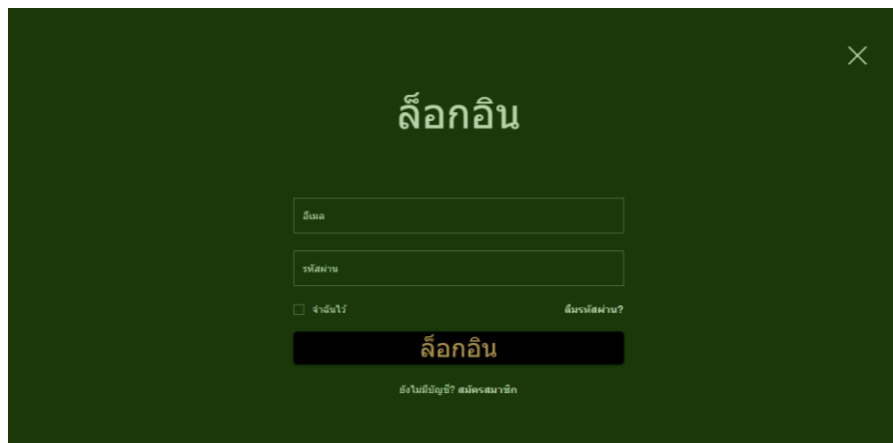 ล็อกอิน
อีเมล
รหัสผ่าน
จำฉันไว้
ลืมรหัสผ่าน?
ล็อกอิน
ยังไม่มีบัญชี? สมัครสมาชิก